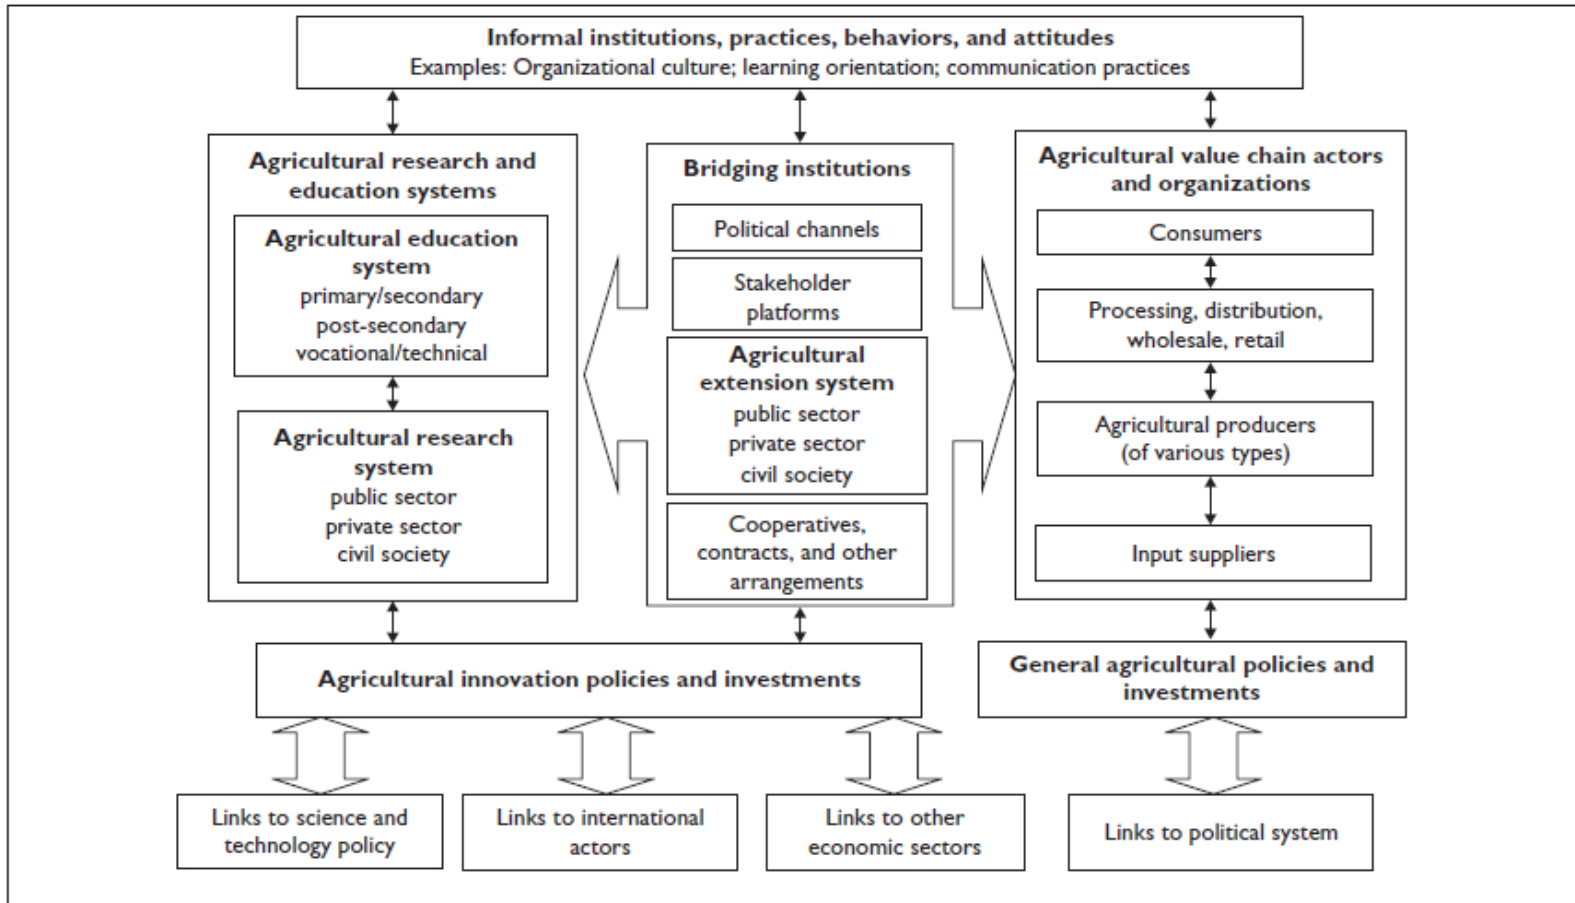 Informal institutions, practices, behaviors, and attitudes
Examples: Organizational culture; learning orientation; communication practices
Agricultural research and
education systems
Agricultural education
system
primary/secondary
post-secondary
vocational/technical
Agricultural research
system
public sector
private sector
civil society
Bridging institutions
Political channels
Stakeholder
platforms
Agricultural
extension system
public sector
private sector
civil society
Cooperatives,
contracts, and other
arrangements
Agricultural value chain actors
and organizations
Consumers
Processing, distribution,
wholesale, retail
Agricultural producers
(of various types)
Input suppliers
Agricultural innovation policies and investments
General agricultural policies and
investments
Links to science and
technology policy
Links to international
actors
Links to other
economic sectors
Links to political system